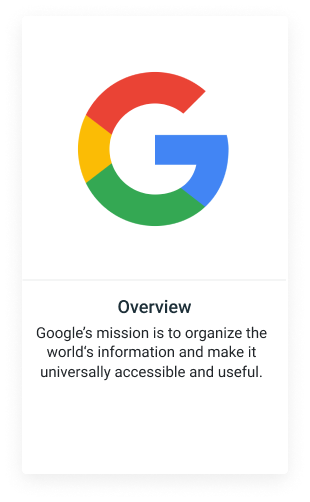 Overview
Google’s mission is to organize the
world‘s information and make it
universally accessible and useful.